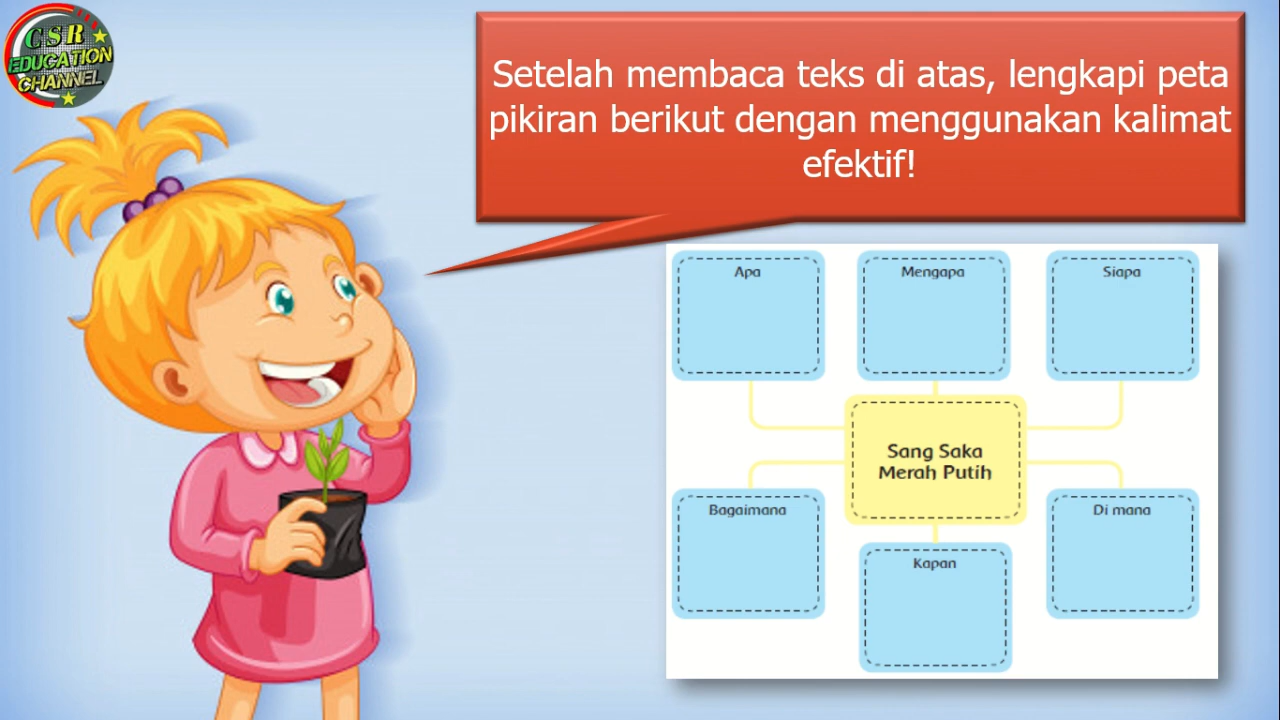 CSR
EDUCATION
CHANNEL
Setelah membaca teks di atas, lengkapi peta
pikiran berikut dengan menggunakan kalimat
efektif!
Apa
Mengapa
Siapa
Sang Saka
Merah Putih
Bagaimana
Di mana
Kapan